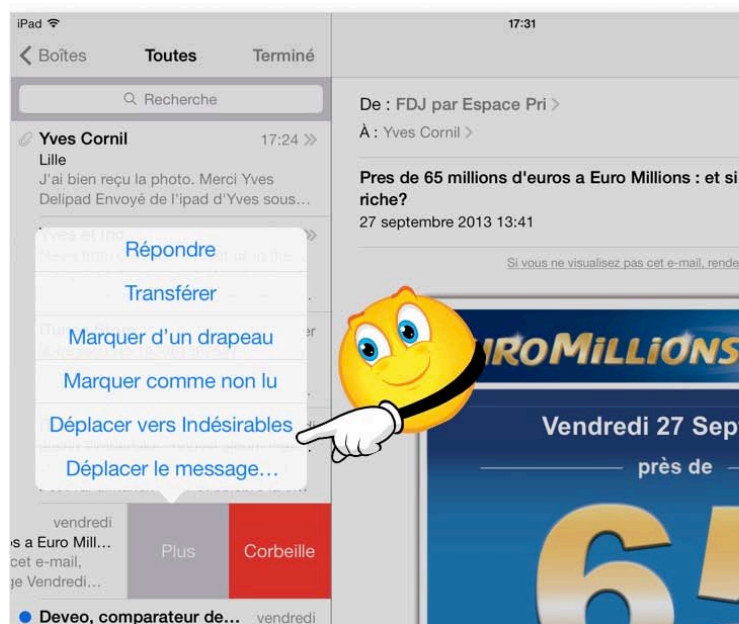 iPad
17:31
Boîtes
Toutes
Terminé
Recherche
Yves Cornil
17:24
Lille
J'ai bien reçu la photo. Merci Yves
Delipad Envoyé de l'ipad d'Yves sous...
Répondre
Transférer
Marquer d'un drapeau
Marquer comme non lu
Déplacer vers Indésirables
Déplacer le message...
vendredi
s a Euro Mill...
cet e-mail,
Vendredi...
Plus
Corbeille
Deveo, comparateur de...
vendredi
De : FDJ par Espace Pri
À : Yves Cornil
Pres de 65 millions d'euros a Euro Millions : et si
riche?
27 septembre 2013 13:41
Si vous ne visualisez pas cet e-mail, rende
ROMiLLiONS
Vendredi 27 Sep
près de